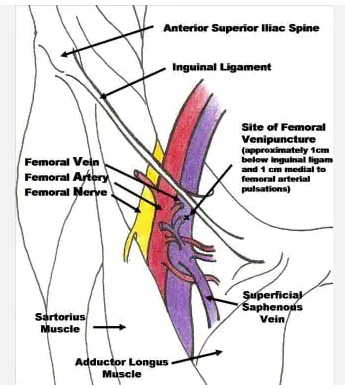 Anterior Superior Iliac Spine
Inguinal Ligament
Site of Femoral
Venipuncture
(approximately 1cm
below inguinal ligam
and 1 cm medial to
femoral arterial
pulsations)
Femoral Vein
Femoral Artery
Femoral Nerve
x
Superficial
Saphenous
Vein
Sartorius
Muscle
Adductor Longus
Muscle